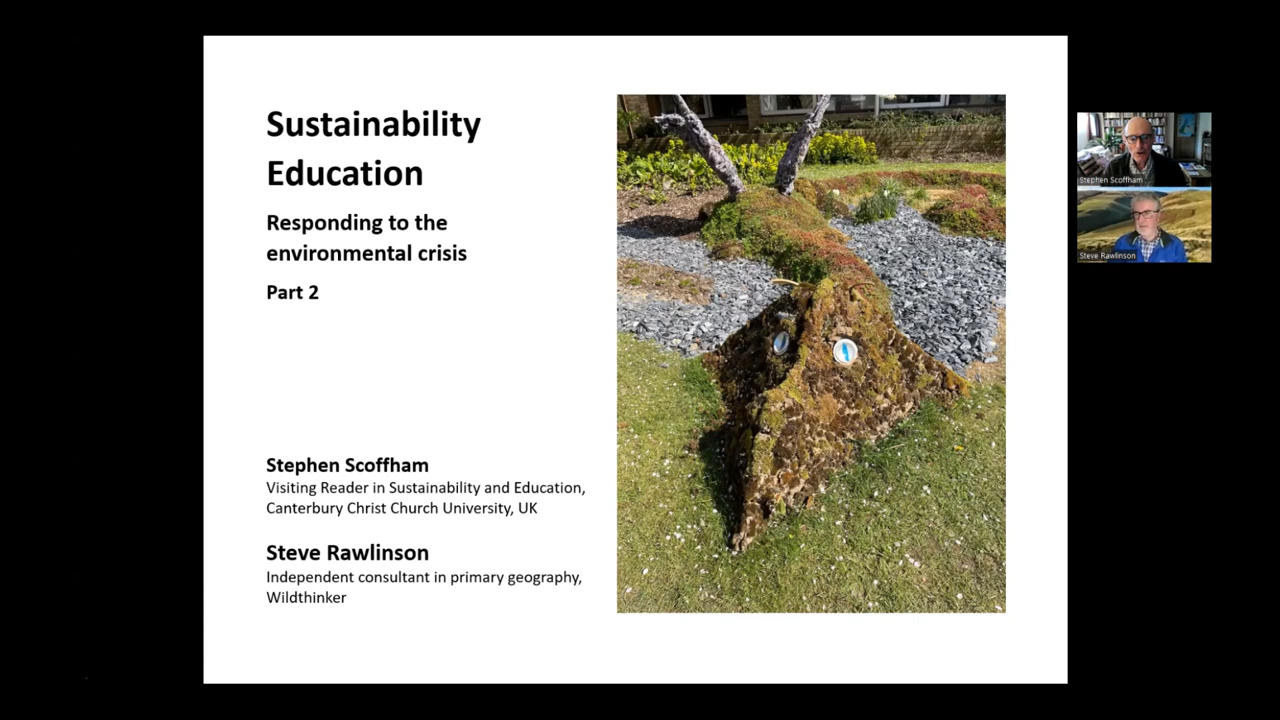 Sustainability
Education
Responding to the
environmental crisis
Part 2
Stephen Scoffham
Visiting Reader in Sustainability and Education,
Canterbury Christ Church University, UK
Steve Rawlinson
Independent consultant in primary geography,
Wildthinker
Stephen Scoffham
Steve Rawlinson